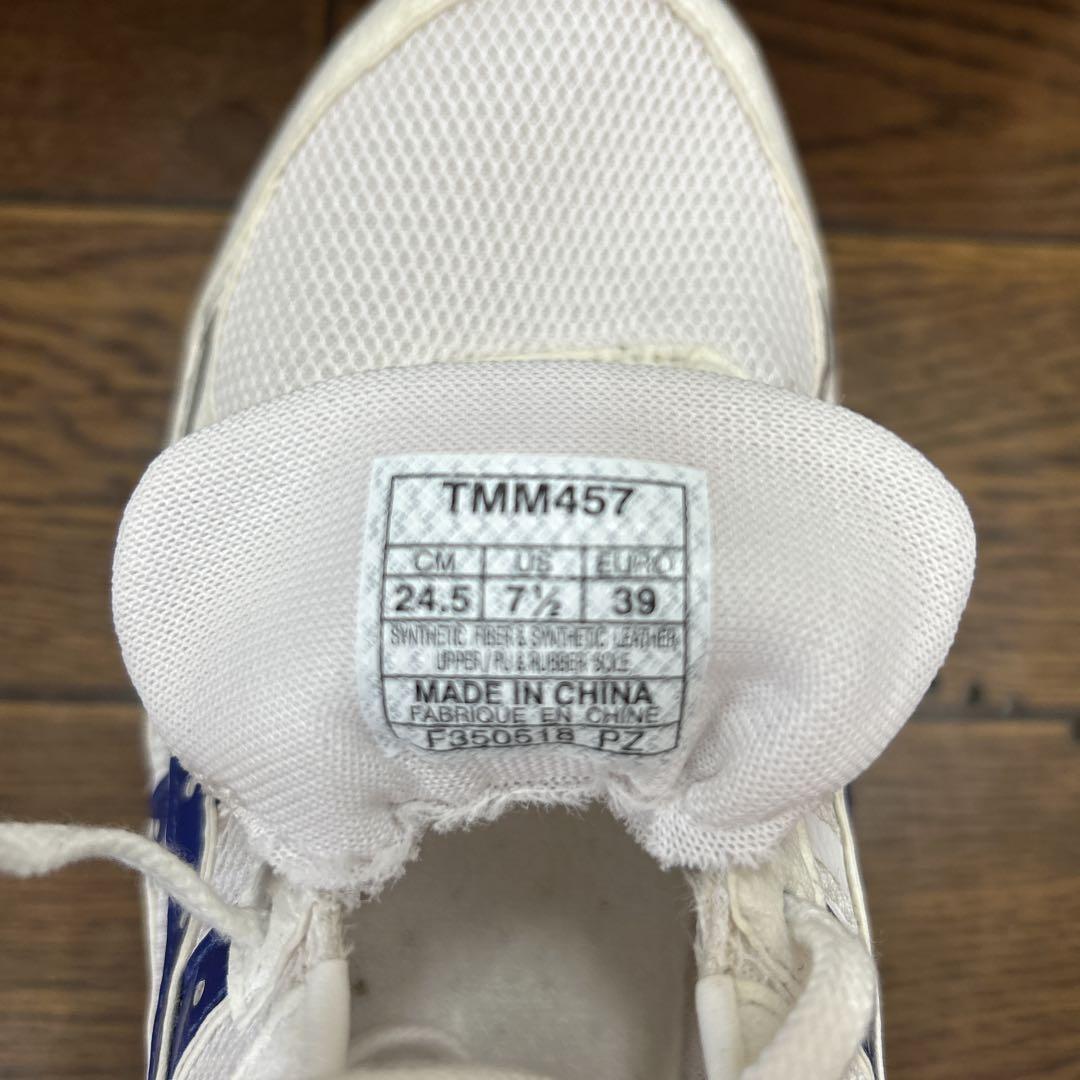 TMM457
CM US EURO
24.5 7½ 39
SYNTHETIC FIBER & SYNTHETIC LEATHER
UPPER / PU & RUBBER SOLE
MADE IN CHINA
FABRIQUE EN CHINE
F350518 PZ